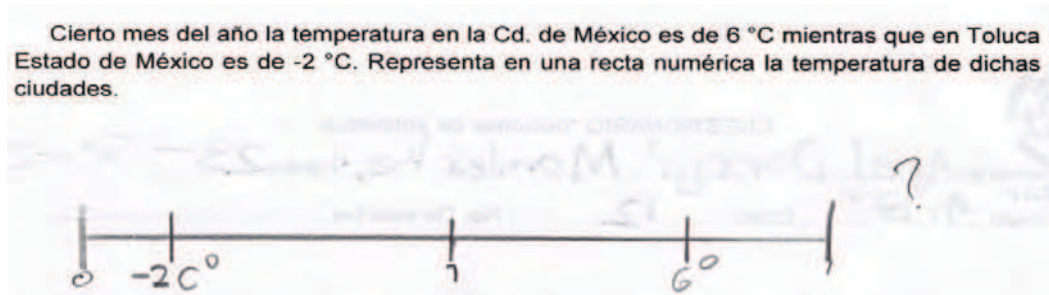 Cierto mes del año la temperatura en la Cd. de México es de 6 °C mientras que en Toluca
Estado de México es de -2 °C. Representa en una recta numérica la temperatura de dichas
ciudades.
?
0 -2C° 1 6°